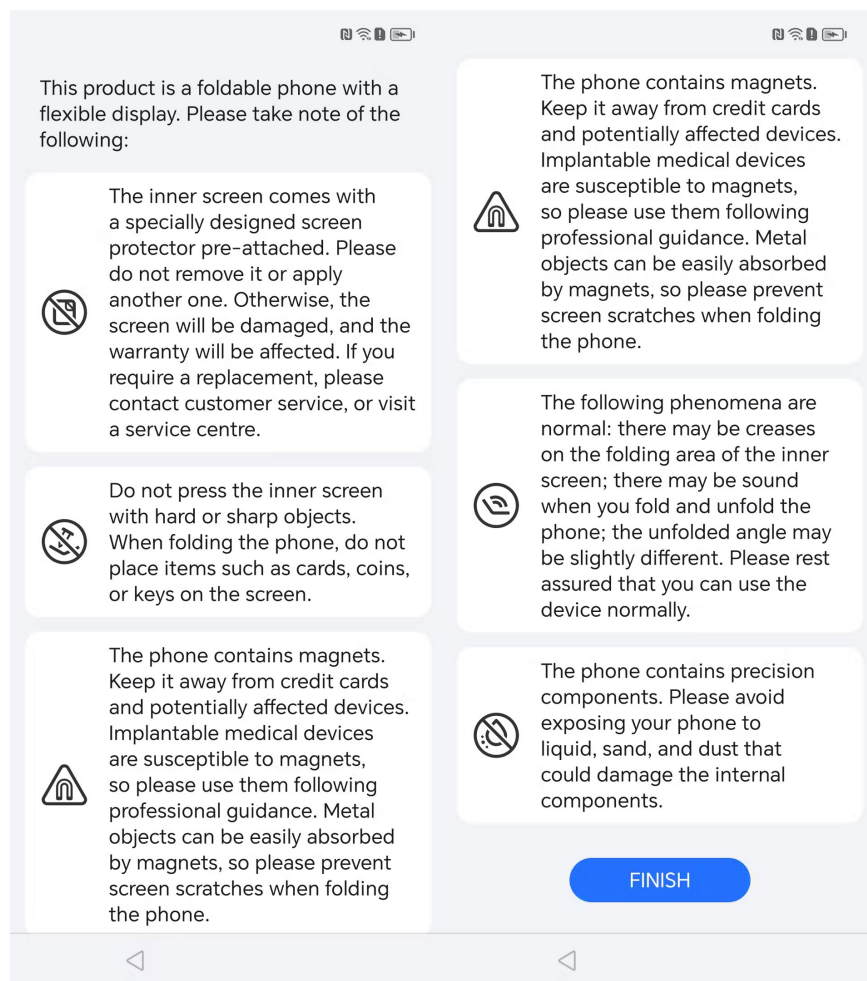 This product is a foldable phone with a
flexible display. Please take note of the
following:
The inner screen comes with
a specially designed screen
protector pre-attached. Please
do not remove it or apply
another one. Otherwise, the
screen will be damaged, and the
warranty will be affected. If you
require a replacement, please
contact customer service, or visit
a service centre.
Do not press the inner screen
with hard or sharp objects.
When folding the phone, do not
place items such as cards, coins,
or keys on the screen.
The phone contains magnets.
Keep it away from credit cards
and potentially affected devices.
Implantable medical devices
are susceptible to magnets,
so please use them following
professional guidance. Metal
objects can be easily absorbed
by magnets, so please prevent
screen scratches when folding
the phone.
The phone contains magnets.
Keep it away from credit cards
and potentially affected devices.
Implantable medical devices
are susceptible to magnets,
so please use them following
professional guidance. Metal
objects can be easily absorbed
by magnets, so please prevent
screen scratches when folding
the phone.
The following phenomena are
normal: there may be creases
on the folding area of the inner
screen; there may be sound
when you fold and unfold the
phone; the unfolded angle may
be slightly different. Please rest
assured that you can use the
device normally.
The phone contains precision
components. Please avoid
exposing your phone to
liquid, sand, and dust that
could damage the internal
components.
FINISH